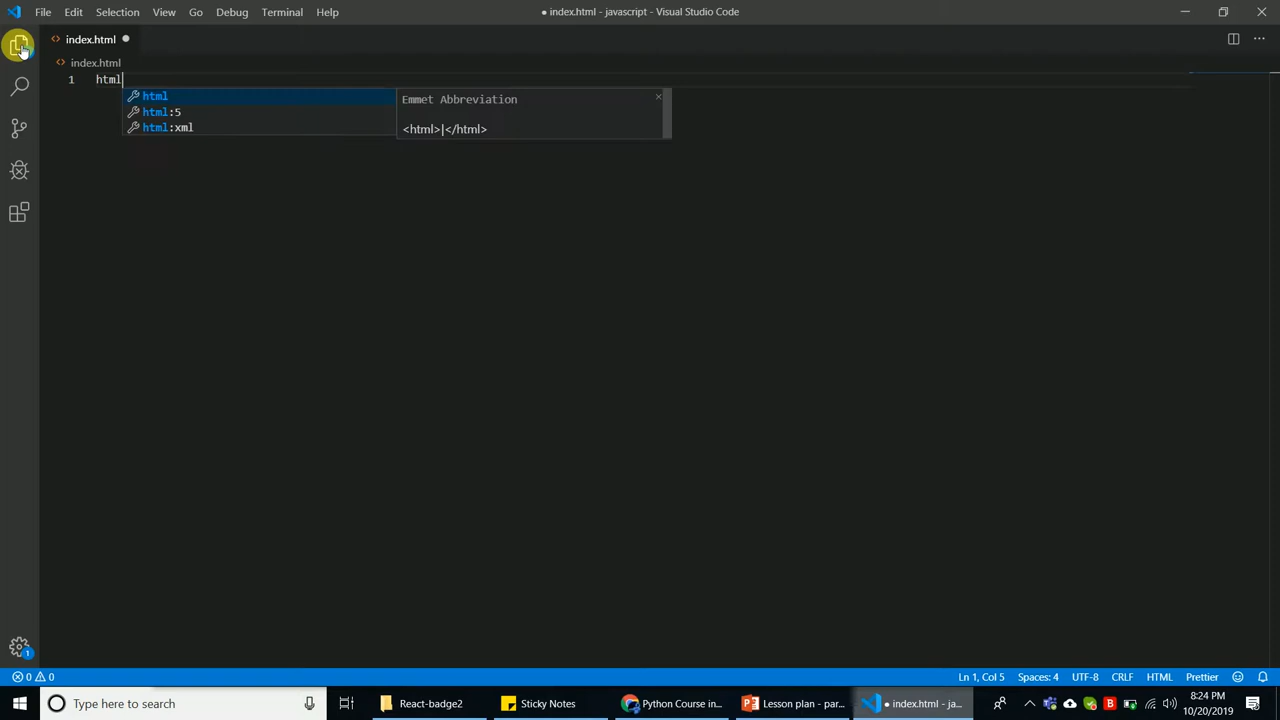 File Edit Selection View Go Debug Terminal Help
● index.html - javascript - Visual Studio Code
index.html
index.html
1 html
html
html:5
html:xml
Emmet Abbreviation
<html>|</html>
1
0 0
Ln 1, Col 5 Spaces: 4 UTF-8 CRLF HTML Prettier
Type here to search
React-badge2
Sticky Notes
Python Course in...
Lesson plan - par...
● index.html - ja...
8:24 PM
10/20/2019